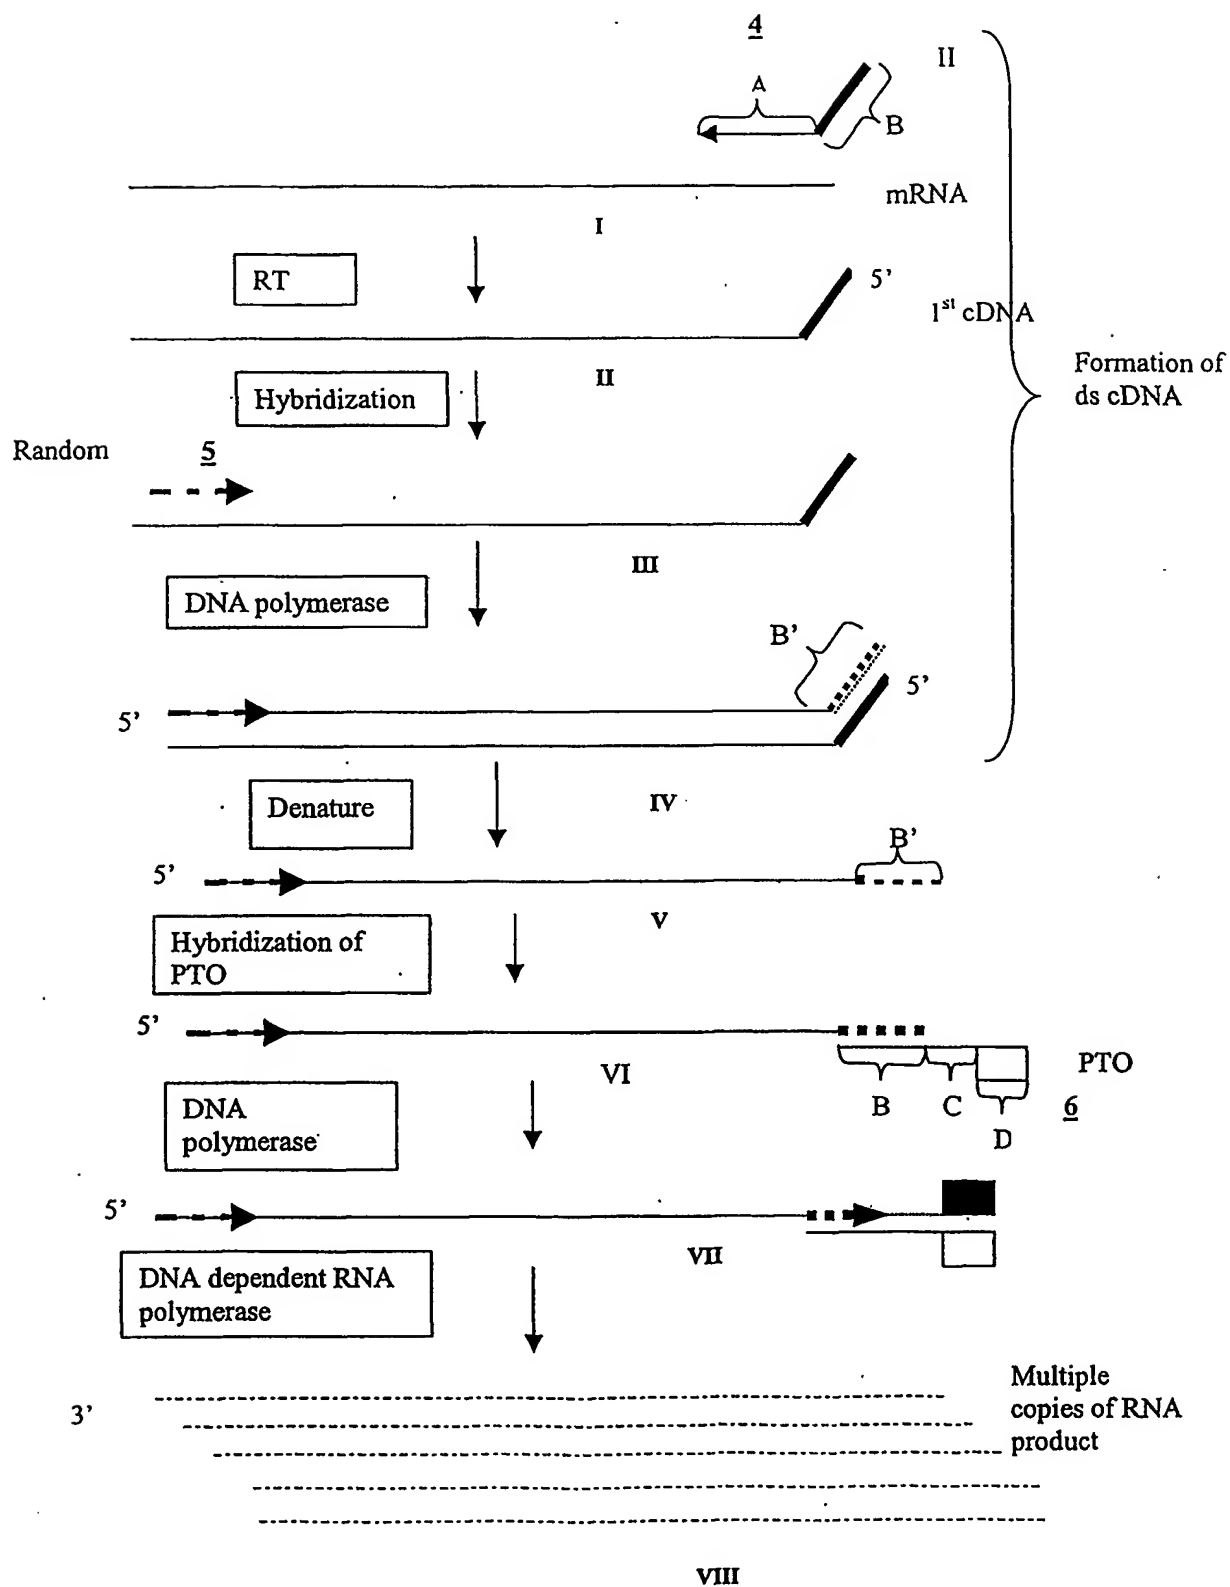 4
II
A
B
mRNA
I
RT
5'
1st cDNA
II
Hybridization
Formation of
ds cDNA
Random
5
III
DNA polymerase
B'
5'
5'
Denature
IV
B'
5'
V
Hybridization of
PTO
5'
PTO
VI
B
C
6
D
DNA
polymerase
5'
VII
DNA dependent RNA
polymerase
Multiple
copies of RNA
product
3'
VIII